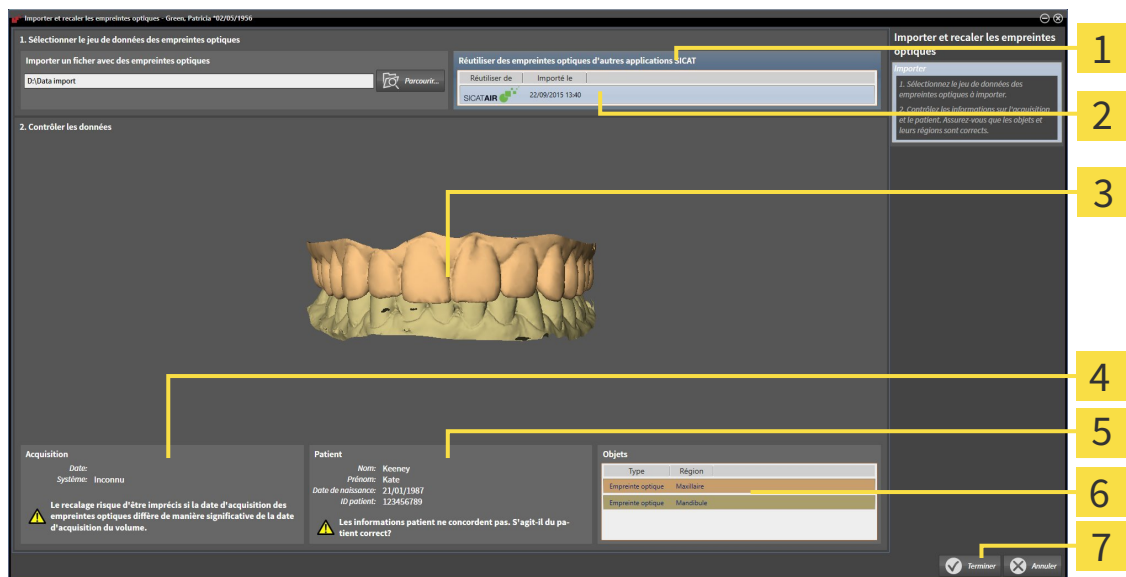 Importer et recaler les empreintes optiques - Green, Patricia *02/05/1956
1. Sélectionner le jeu de données des empreintes optiques
Importer un ficher avec des empreintes optiques
D:\Data import
Parcourir...
Réutiliser des empreintes optiques d'autres applications SICAT
Réutiliser de
Importé le
SICATAIR
22/09/2015 13:40
Importer et recaler les empreintes
optiques
Importer
1. Sélectionnez le jeu de données des
empreintes optiques à importer.
2. Contrôlez les informations sur l'acquisition
et le patient. Assurez-vous que les objets et
leurs régions sont corrects.
1
2
3
4
5
6
7
2. Contrôler les données
Acquisition
Date:
Système: Inconnu
Le recalage risque d'être imprécis si la date d'acquisition des
empreintes optiques diffère de manière significative de la date
d'acquisition du volume.
Patient
Nom: Keeney
Prénom: Kate
Date de naissance: 21/01/1987
ID patient: 123456789
Les informations patient ne concordent pas. S'agit-il du pa-
tient correct?
Objets
Type
Région
Empreinte optique Maxillaire
Empreinte optique Mandibule
Terminer
Annuler